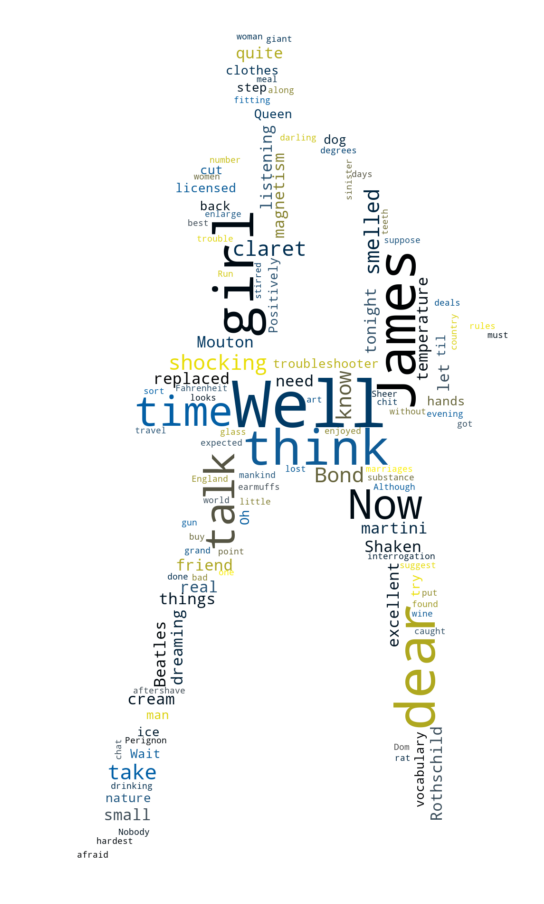 woman giant
quite
clothes
meal
step along
fitting
Queen
darling dog
degrees
listening
magnetism
sinister
days
number
cut
women
licensed
back
enlarge
best
smelled
teeth
suppose
trouble
girl
claret
Run
stirred
Positively
tonight
James
temperature
deals
country
rules
must
til
let
Mouton
shocking troubleshooter
replaced need know
Fahrenheit
sort looks
time Well
art
Sheer
chit
hands
without evening
got
travel
glass
enjoyed
think
expected
talk
lost
mankind
Bond
marriages
substance
England
earmuffs
Although
world
little
Oh
Now
gun
martini
buy
grand point
Shaken
interrogation
friend
suggest
done bad one
real
try
put
things
found
wine
excellent
caught
dear
Beatles
dreaming
aftershave
cream
man
ice
Perignon
chat
Wait
Dom
rat
vocabulary
Rothschild
take
drinking
nature
small
Nobody
hardest
afraid